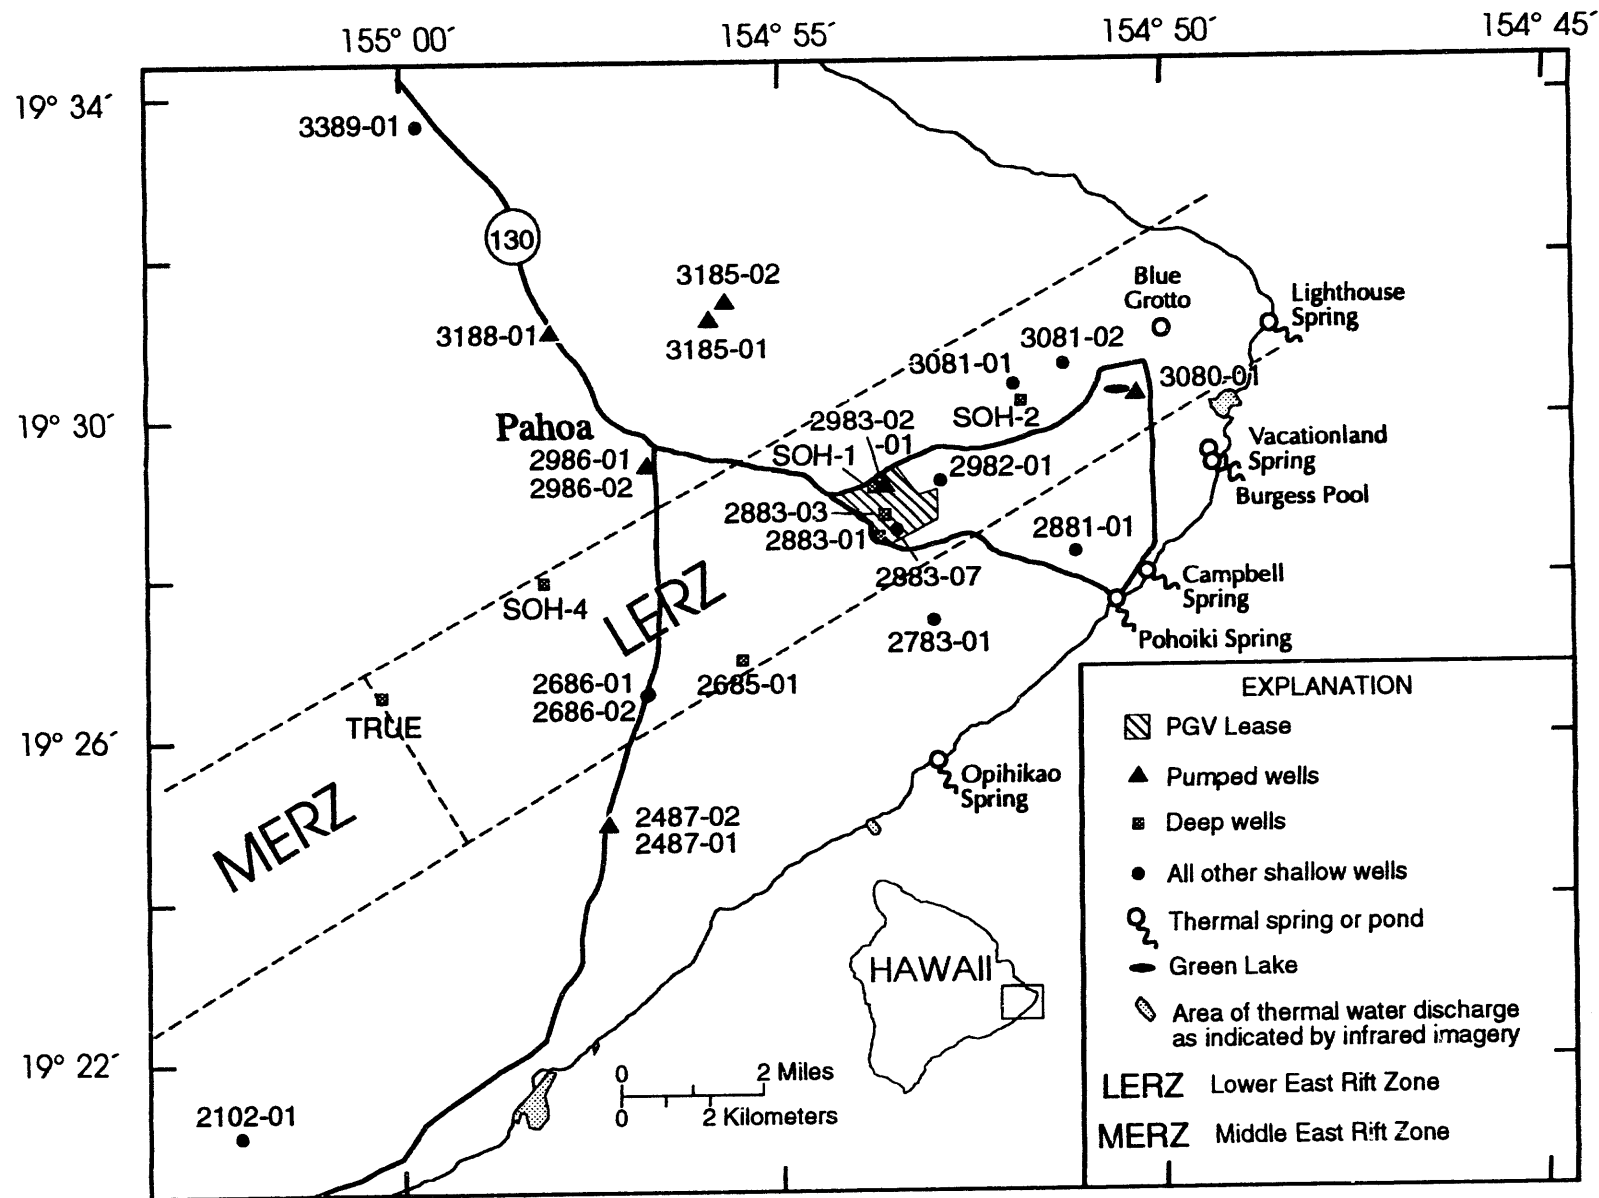 155° 00´
154° 55´
154° 50´
154° 45´
19° 34´
3389-01
130
3185-02
3188-01
3185-01
Blue
Grotto
Lighthouse
Spring
3081-02
3081-01
3080-01
SOH-2
19° 30´
Pahoa
2983-02
-01
SOH-1
2986-01
2986-02
2982-01
Vacationland
Spring
Burgess Pool
2883-03
2883-01
2881-01
2883-07
SOH-4
LERZ
Campbell
Spring
2783-01
Pohoiki Spring
2686-01
2686-02
2685-01
TRUE
19° 26´
MERZ
Opihikao
Spring
2487-02
2487-01
HAWAII
19° 22´
2102-01
0
2 Miles
0
2 Kilometers
EXPLANATION
PGV Lease
Pumped wells
Deep wells
All other shallow wells
Thermal spring or pond
Green Lake
Area of thermal water discharge
as indicated by infrared imagery
LERZ Lower East Rift Zone
MERZ Middle East Rift Zone